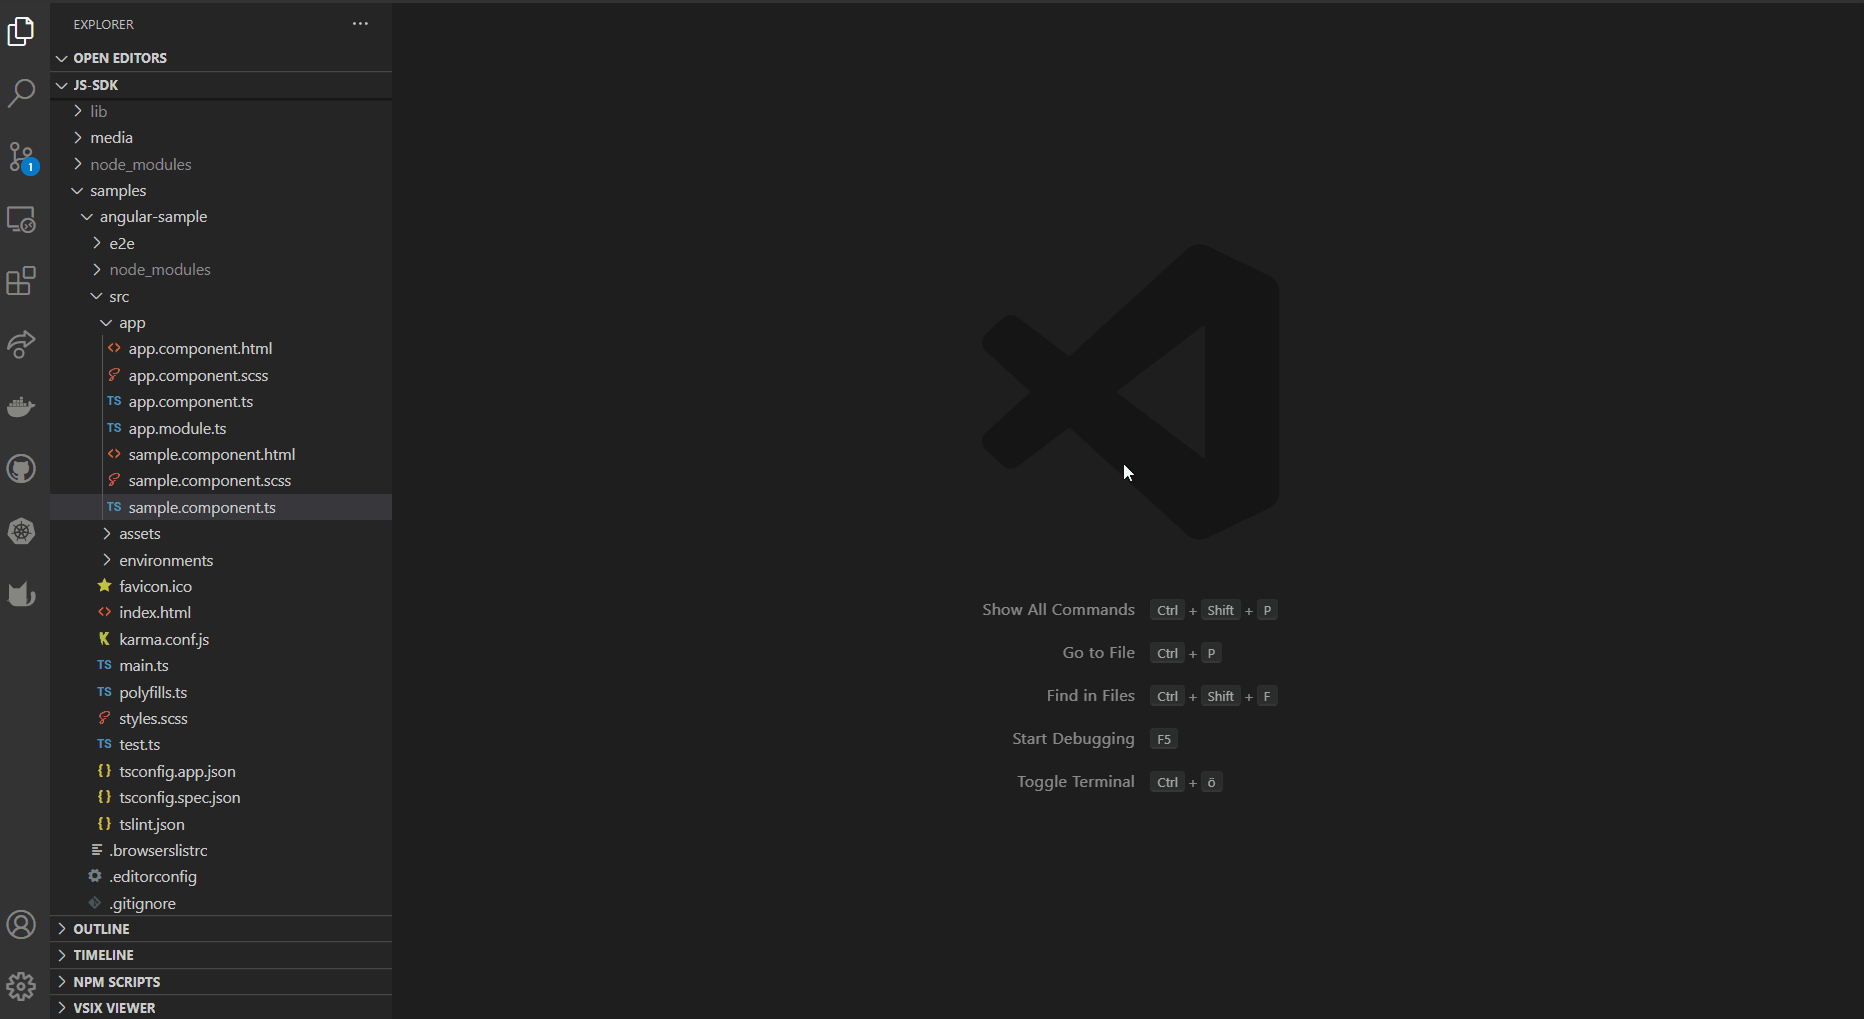 EXPLORER
OPEN EDITORS
JS-SDK
lib
media
node_modules
samples
angular-sample
e2e
node_modules
src
app
app.component.html
app.component.scss
TS app.component.ts
TS app.module.ts
sample.component.html
sample.component.scss
TS sample.component.ts
assets
environments
favicon.ico
index.html
karma.conf.js
TS main.ts
TS polyfills.ts
styles.scss
TS test.ts
{} tsconfig.app.json
{} tsconfig.spec.json
{} tslint.json
.browserslistrc
.editorconfig
.gitignore
OUTLINE
TIMELINE
NPM SCRIPTS
VSIX VIEWER
1
Show All Commands Ctrl + Shift + P
Go to File Ctrl + P
Find in Files Ctrl + Shift + F
Start Debugging F5
Toggle Terminal Ctrl + ö